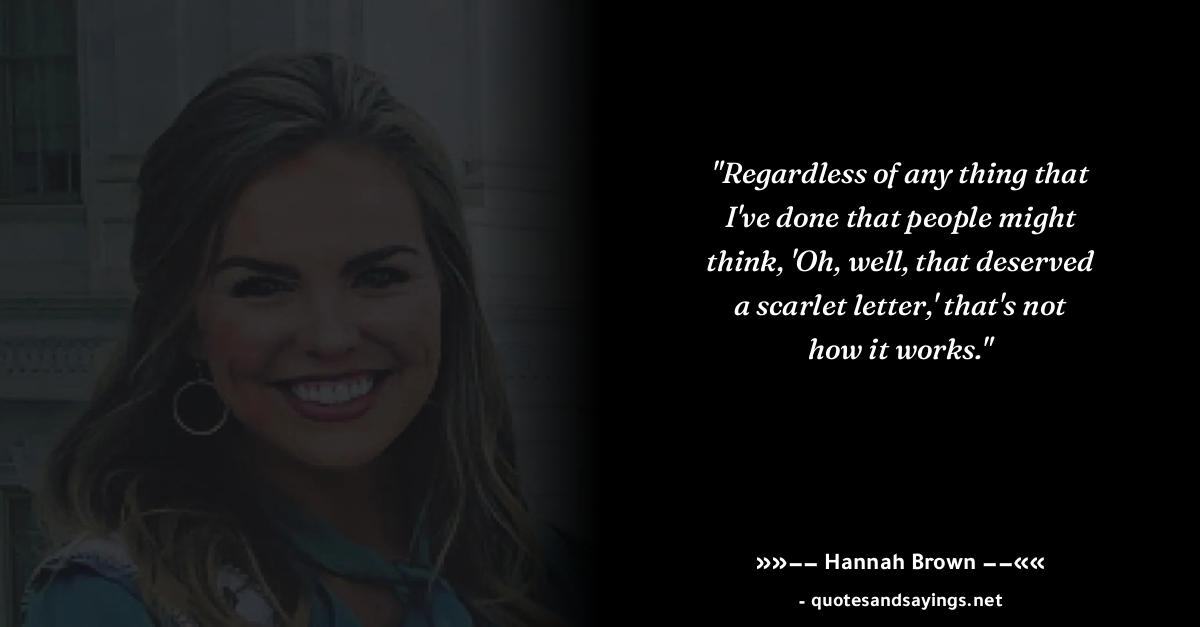 "Regardless of any thing that
I've done that people might
think, 'Oh, well, that deserved
a scarlet letter,' that's not
how it works."
»»−− Hannah Brown −−««
- quotesandsayings.net